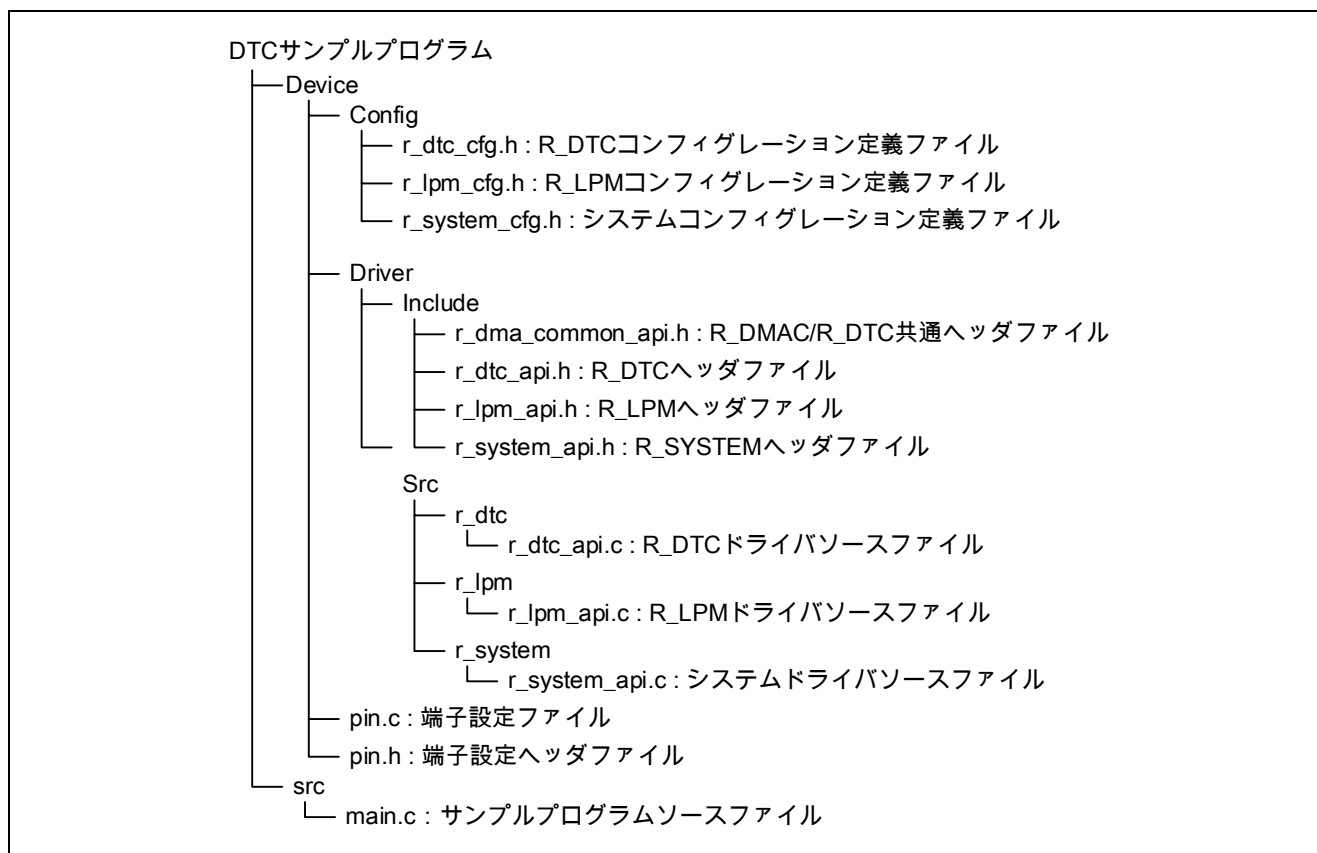 DTCサンプルプログラム
Device
Config
r_dtc_cfg.h : R_DTCコンフィグレーション定義ファイル
r_lpm_cfg.h : R_LPMコンフィグレーション定義ファイル
r_system_cfg.h : システムコンフィグレーション定義ファイル
Driver
Include
r_dma_common_api.h : R_DMAC/R_DTC共通ヘッダファイル
r_dtc_api.h : R_DTCヘッダファイル
r_lpm_api.h : R_LPMヘッダファイル
r_system_api.h : R_SYSTEMヘッダファイル
Src
r_dtc
r_dtc_api.c : R_DTCドライバソースファイル
r_lpm
r_lpm_api.c : R_LPMドライバソースファイル
r_system
r_system_api.c : システムドライバソースファイル
pin.c : 端子設定ファイル
pin.h : 端子設定ヘッダファイル
src
main.c : サンプルプログラムソースファイル